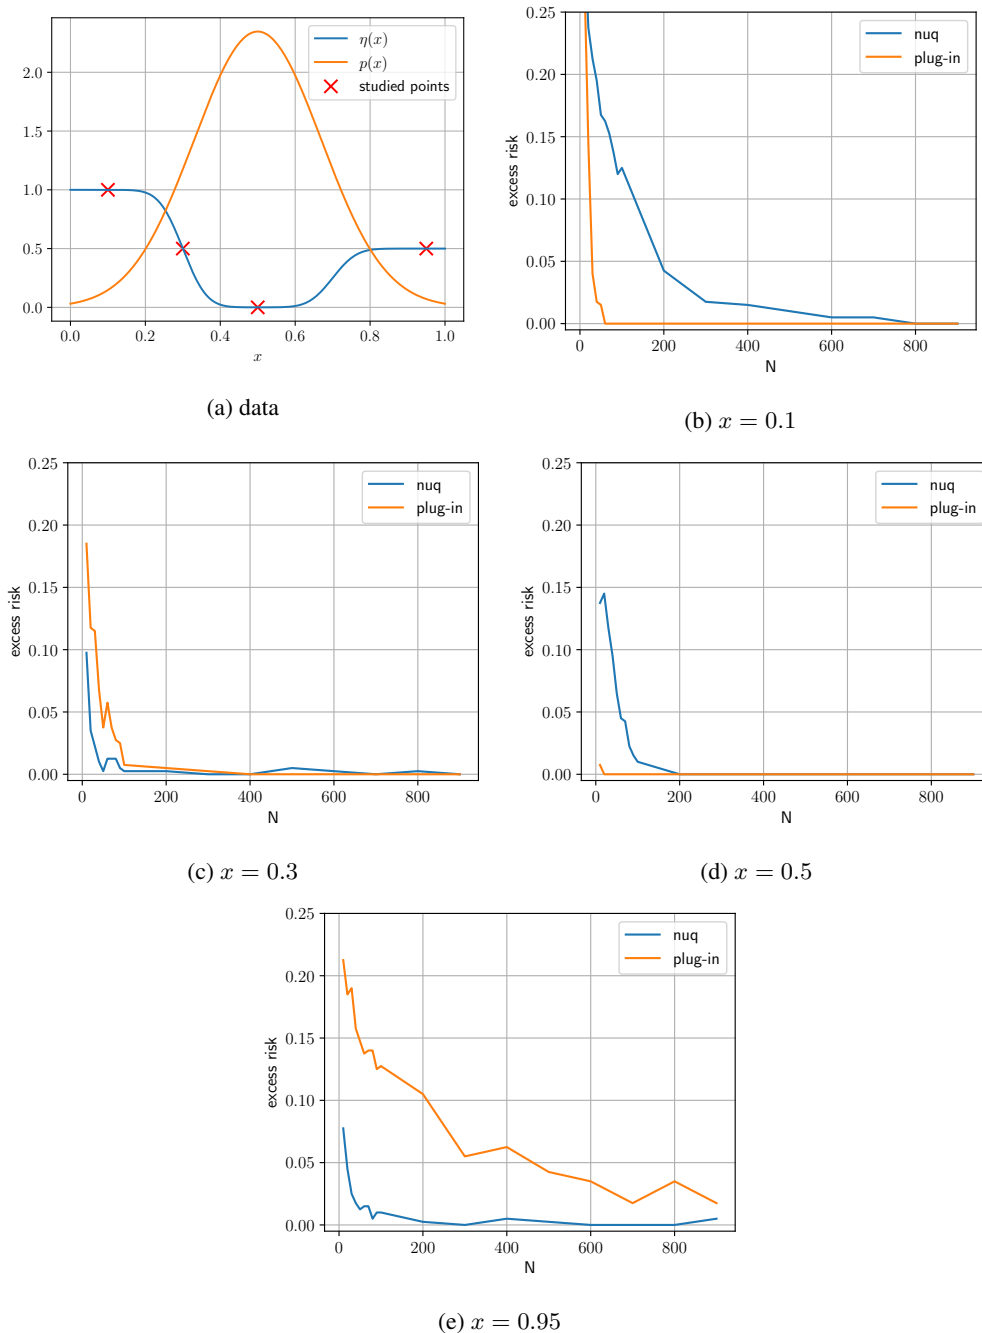 η(x)
p(x)
studied points
2.0
1.5
1.0
0.5
0.0
0.0 0.2 0.4 0.6 0.8 1.0
x
(a) data
nuq
plug-in
0.25
0.20
0.15
0.10
0.05
0.00
excess risk
0 200 400 600 800
N
(b) x = 0.1
nuq
plug-in
0.25
0.20
0.15
0.10
0.05
0.00
excess risk
0 200 400 600 800
N
(c) x = 0.3
nuq
plug-in
0.25
0.20
0.15
0.10
0.05
0.00
excess risk
0 200 400 600 800
N
(d) x = 0.5
nuq
plug-in
0.25
0.20
0.15
0.10
0.05
0.00
excess risk
0 200 400 600 800
N
(e) x = 0.95